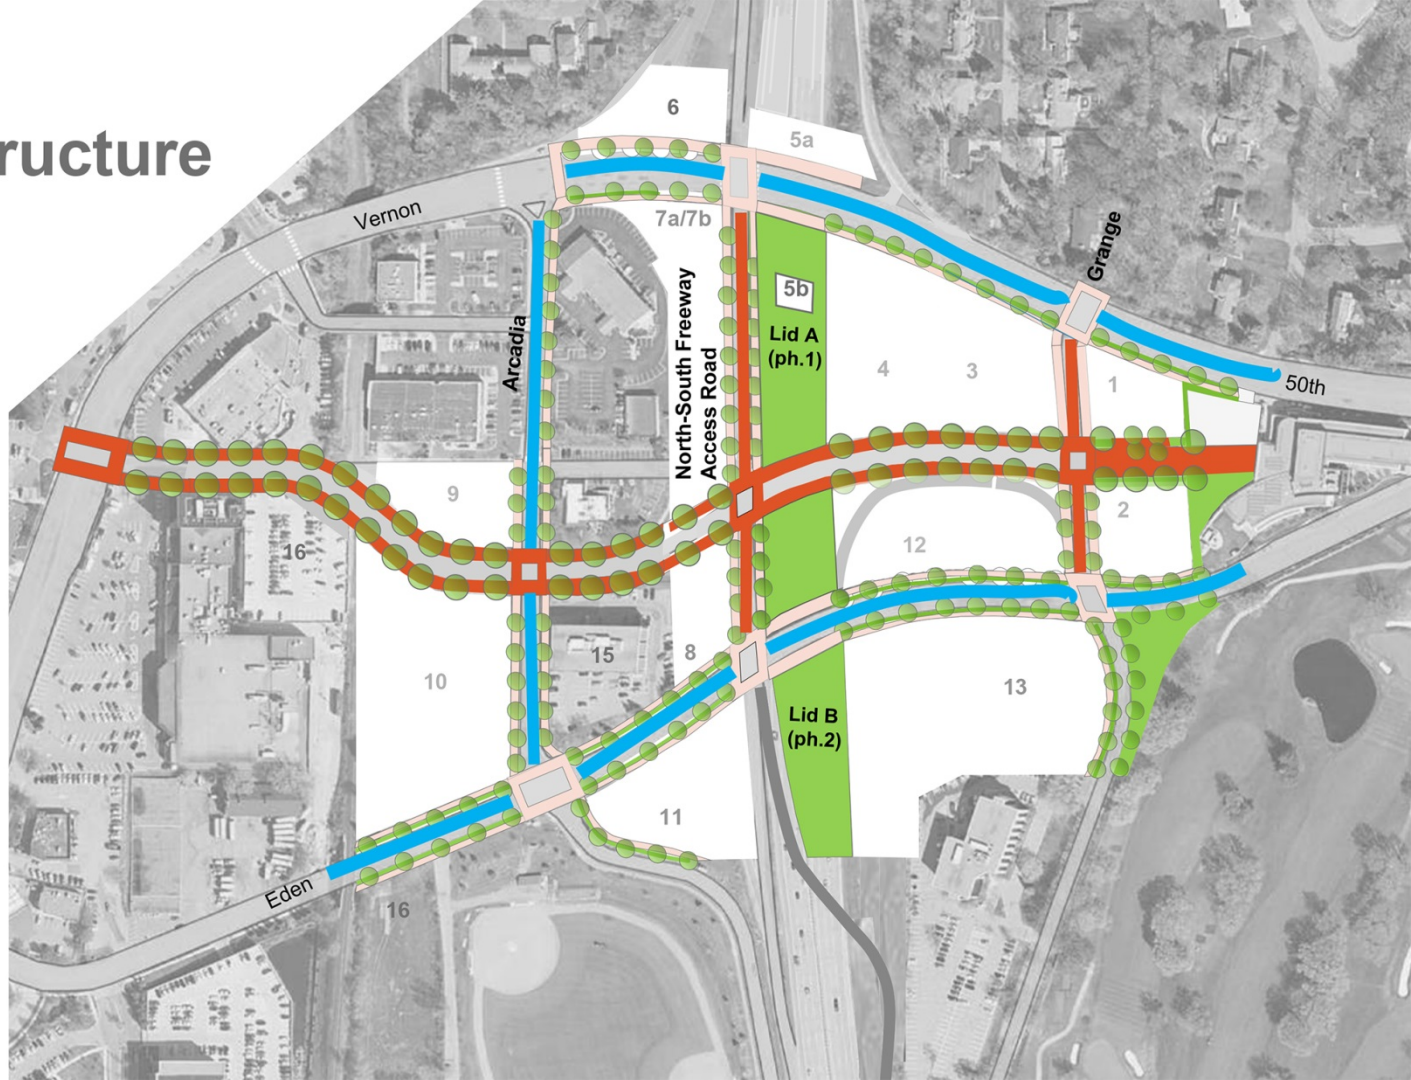 ructure
6
5a
Vernon
7a/7b
Grange
5b
Lid A
(ph.1)
Arcadia
North-South Freeway
Access Road
4
3
1
50th
9
2
16
12
15
8
10
13
Lid B
(ph.2)
11
Eden
16